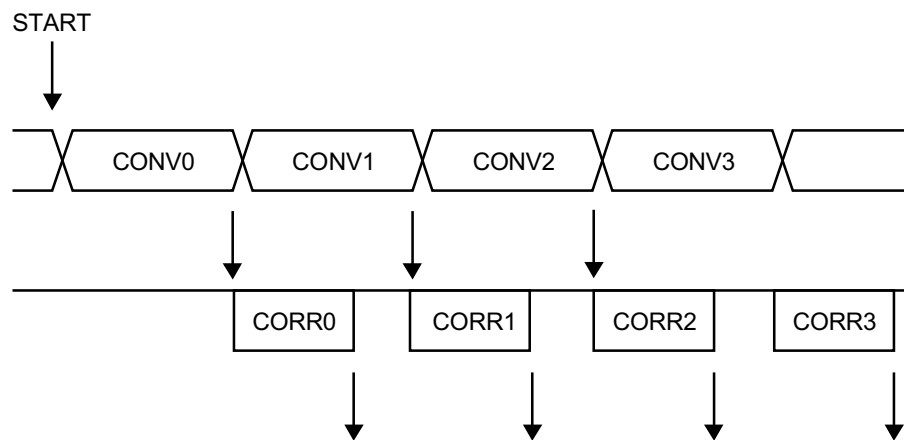 START
CONV0 CONV1 CONV2 CONV3
CORR0 CORR1 CORR2 CORR3